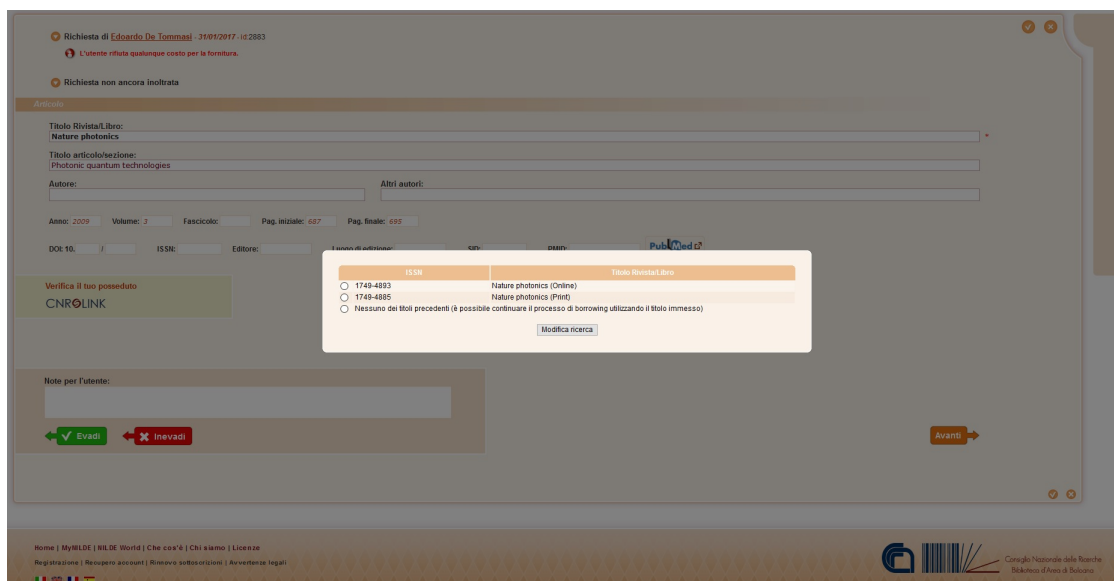 Richiesta di Edoardo De Tommasi - 31/01/2017 - id:2883
L'utente rifiuta qualunque costo per la fornitura.
Richiesta non ancora inoltrata
Articolo
Titolo Rivista/Libro:
Nature photonics *
Titolo articolo/sezione:
Photonic quantum technologies
Autore: Altri autori:
Anno: 2009 Volume: 3 Fascicolo: Pag. iniziale: 687 Pag. finale: 695
DOI: 10. / ISSN: Editore: Luogo di edizione: SID: PMID: PubMed
ISSN Titolo Rivista/Libro
1749-4893 Nature photonics (Online)
1749-4885 Nature photonics (Print)
Nessuno dei titoli precedenti (è possibile continuare il processo di borrowing utilizzando il titolo immesso)
Modifica ricerca
Verifica il tuo posseduto
CNROLINK
Note per l'utente:
Evadi Inevadi Avanti
Home | MyNILDE | NILDE World | Che cos'è | Chi siamo | Licenze
Registrazione | Recupero account | Rinnovo sottoscrizioni | Avvertenze legali
Consiglio Nazionale delle Ricerche
Biblioteca d'Area di Bologna